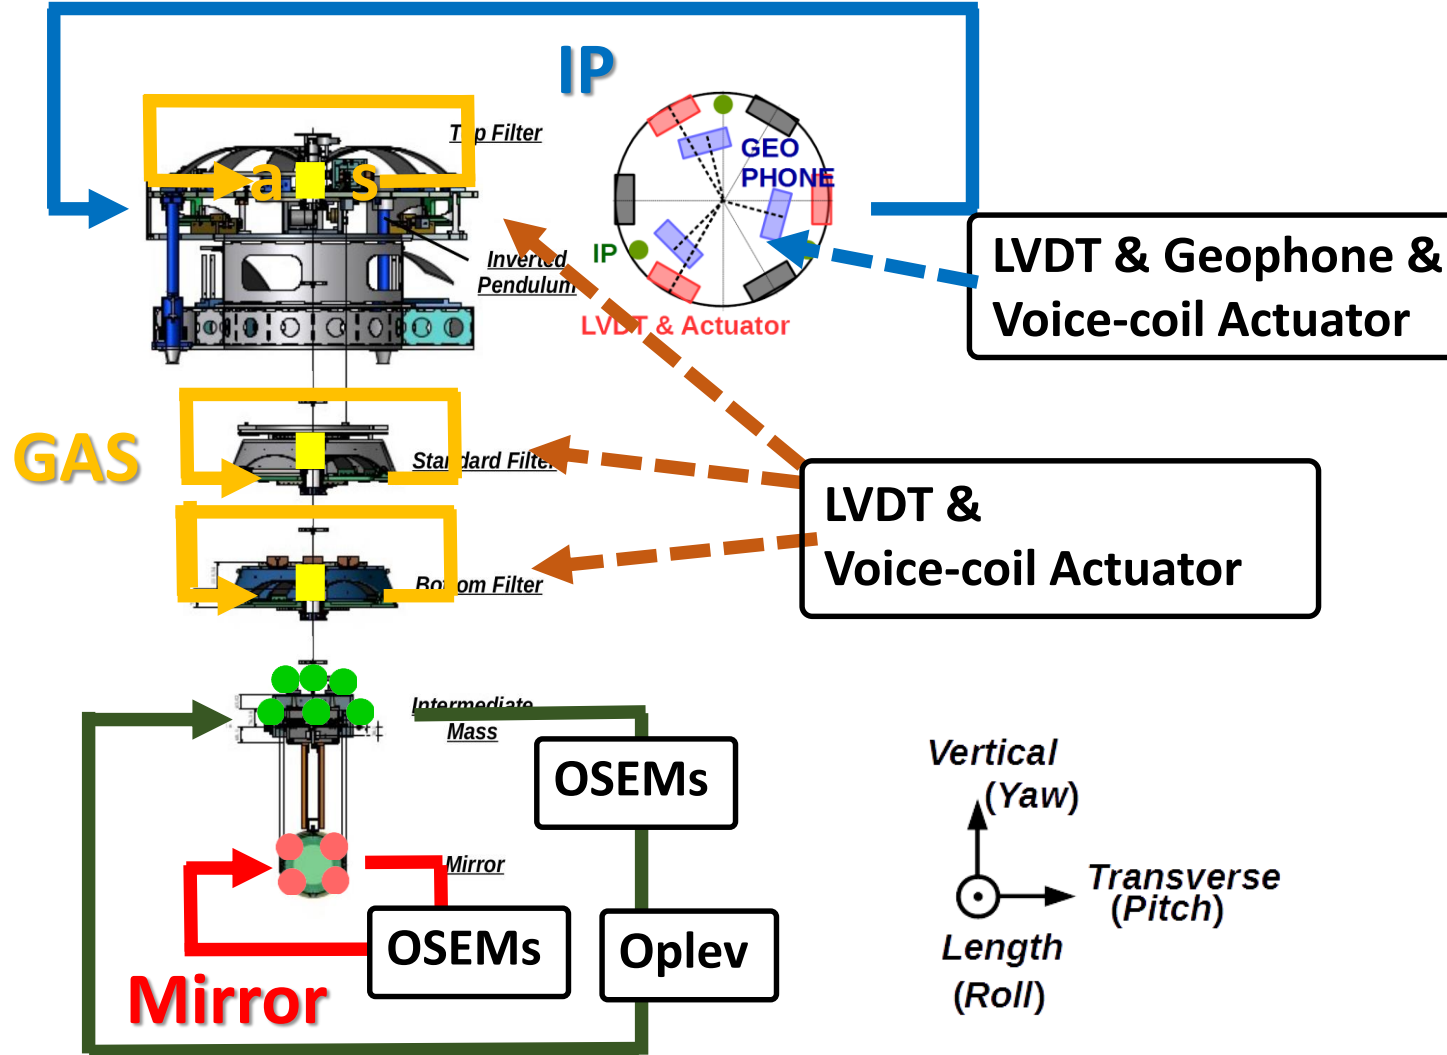 IP
Top Filter
a
s
GEO
PHONE
IP
Inverted
Pendulum
LVDT & Actuator
LVDT & Geophone &
Voice-coil Actuator
GAS
Standard Filter
LVDT &
Voice-coil Actuator
Bottom Filter
Intermediate
Mass
OSEMs
Mirror
OSEMs
Oplev
Mirror
Vertical
(Yaw)
Transverse
(Pitch)
Length
(Roll)